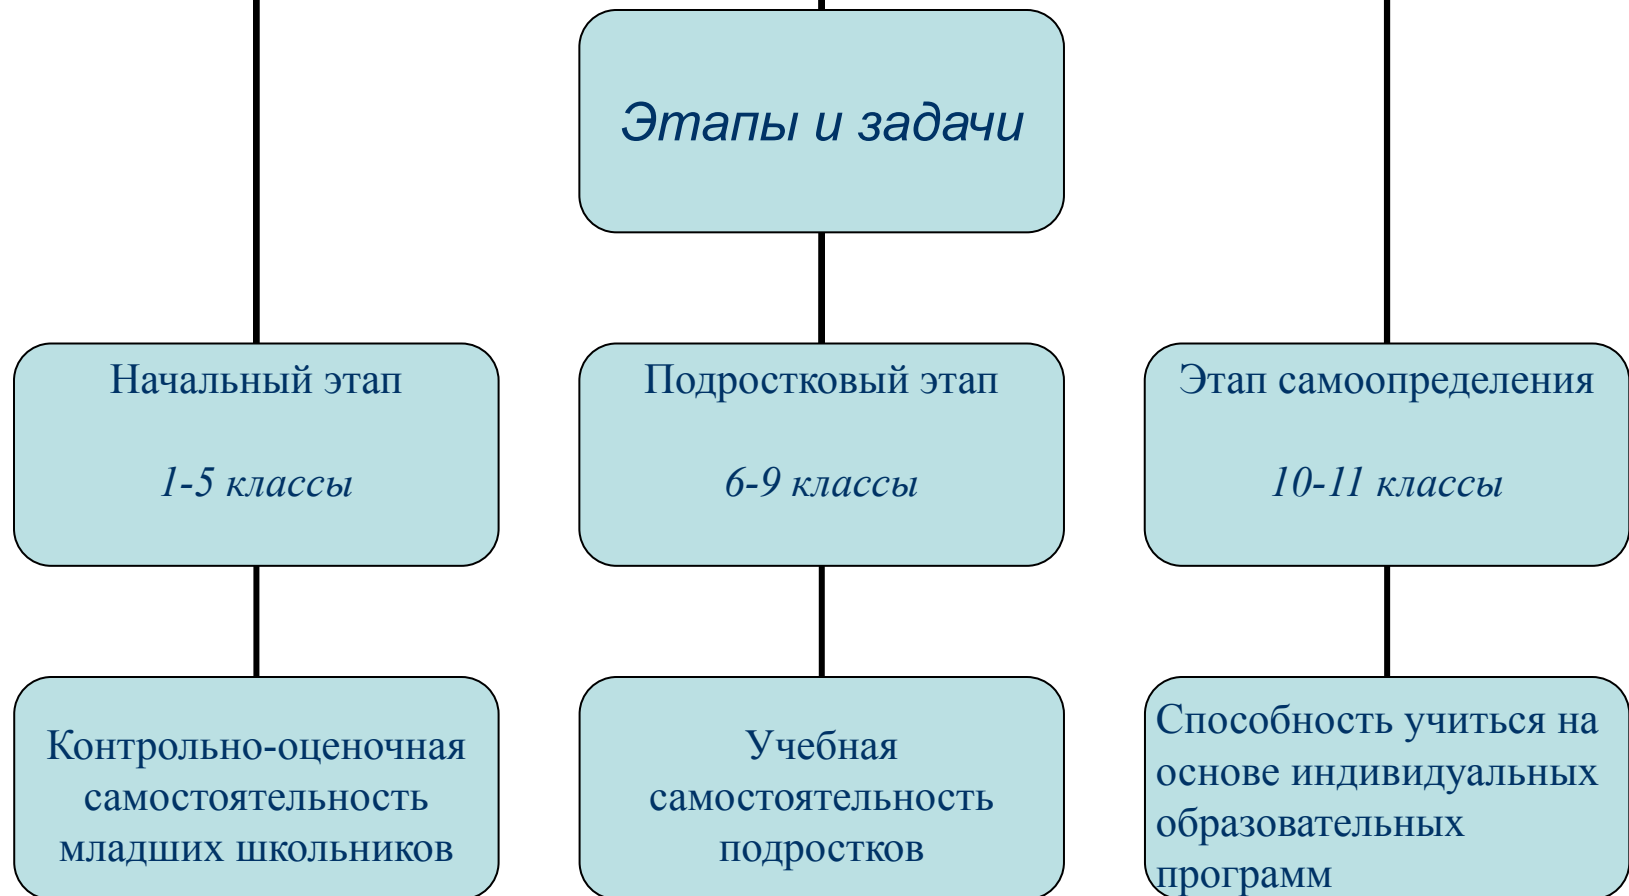 Этапы и задачи
Начальный этап
1-5 классы
Подростковый этап
6-9 классы
Этап самоопределения
10-11 классы
Контрольно-оценочная
самостоятельность
младших школьников
Учебная
самостоятельность
подростков
Способность учиться на
основе индивидуальных
образовательных
программ